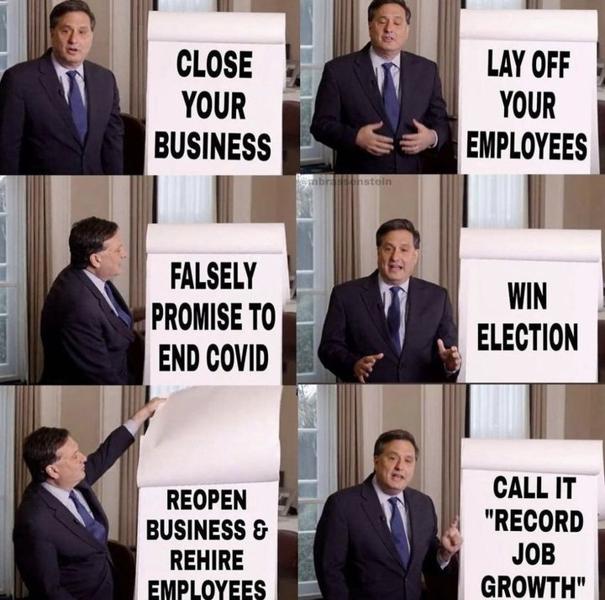 CLOSE
YOUR
BUSINESS
LAY OFF
YOUR
EMPLOYEES
FALSELY
PROMISE TO
END COVID
WIN
ELECTION
REOPEN
BUSINESS &
REHIRE
EMPLOYEES
CALL IT
"RECORD
JOB
GROWTH"